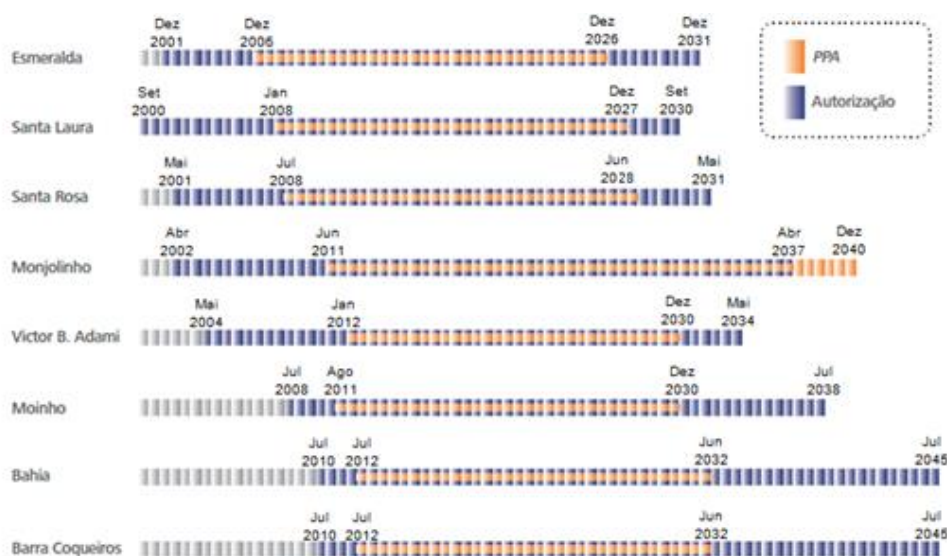 Dez Dez Dez Dez
2001 2006 2026 2031
Esmeralda
PPA
Autorização
Set Jan Dez Set
2000 2008 2027 2030
Santa Laura
Mai Jul Jun Mai
2001 2008 2028 2031
Santa Rosa
Abr Jun Abr Dez
2002 2011 2037 2040
Monjolinho
Mai Jan Dez Mai
2004 2012 2030 2034
Victor B. Adami
Jul Ago Dez Jul
2008 2011 2030 2038
Moinho
Jul Jul Jun Jul
2010 2012 2032 2045
Bahia
Jul Jul Jun Jul
2010 2012 2032 2045
Barra Coqueiros